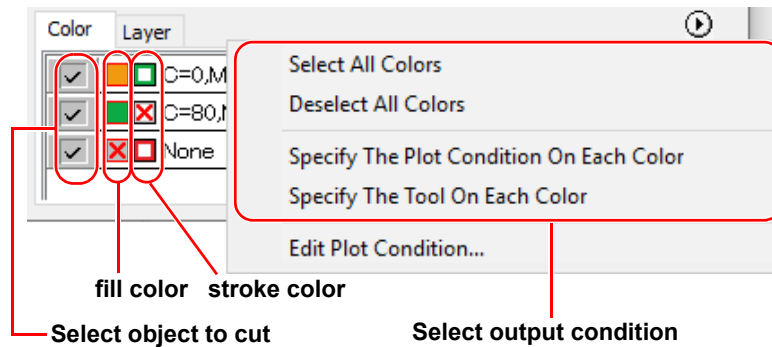 Color Layer
Select All Colors
C=0,M
Deselect All Colors
C=80,
None
Specify The Plot Condition On Each Color
Specify The Tool On Each Color
Edit Plot Condition...
fill color stroke color
Select object to cut
Select output condition